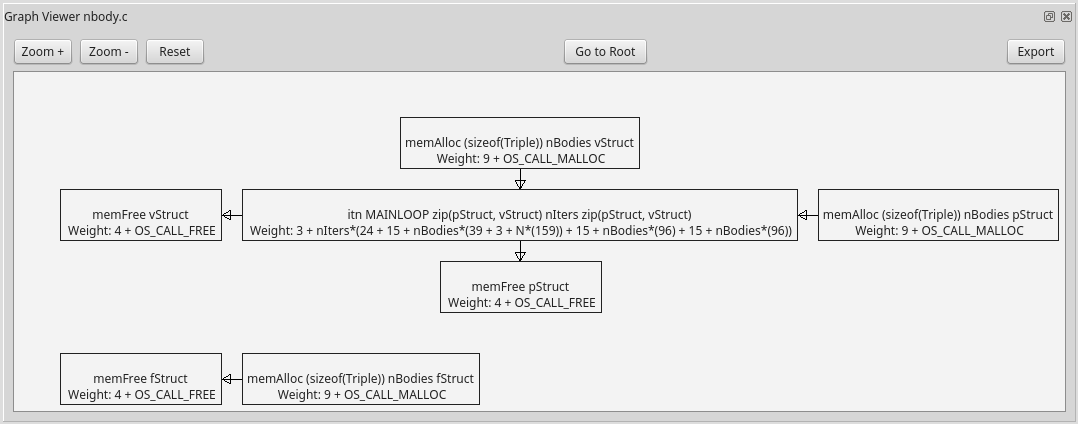 Graph Viewer nbody.c
Zoom +
Zoom -
Reset
Go to Root
Export
memAlloc (sizeof(Triple)) nBodies vStruct
Weight: 9 + OS_CALL_MALLOC
memFree vStruct
Weight: 4 + OS_CALL_FREE
itn MAINLOOP zip(pStruct, vStruct) nIters zip(pStruct, vStruct)
Weight: 3 + nIters*(24 + 15 + nBodies*(39 + 3 + N*(159)) + 15 + nBodies*(96) + 15 + nBodies*(96))
memAlloc (sizeof(Triple)) nBodies pStruct
Weight: 9 + OS_CALL_MALLOC
memFree pStruct
Weight: 4 + OS_CALL_FREE
memFree fStruct
Weight: 4 + OS_CALL_FREE
memAlloc (sizeof(Triple)) nBodies fStruct
Weight: 9 + OS_CALL_MALLOC